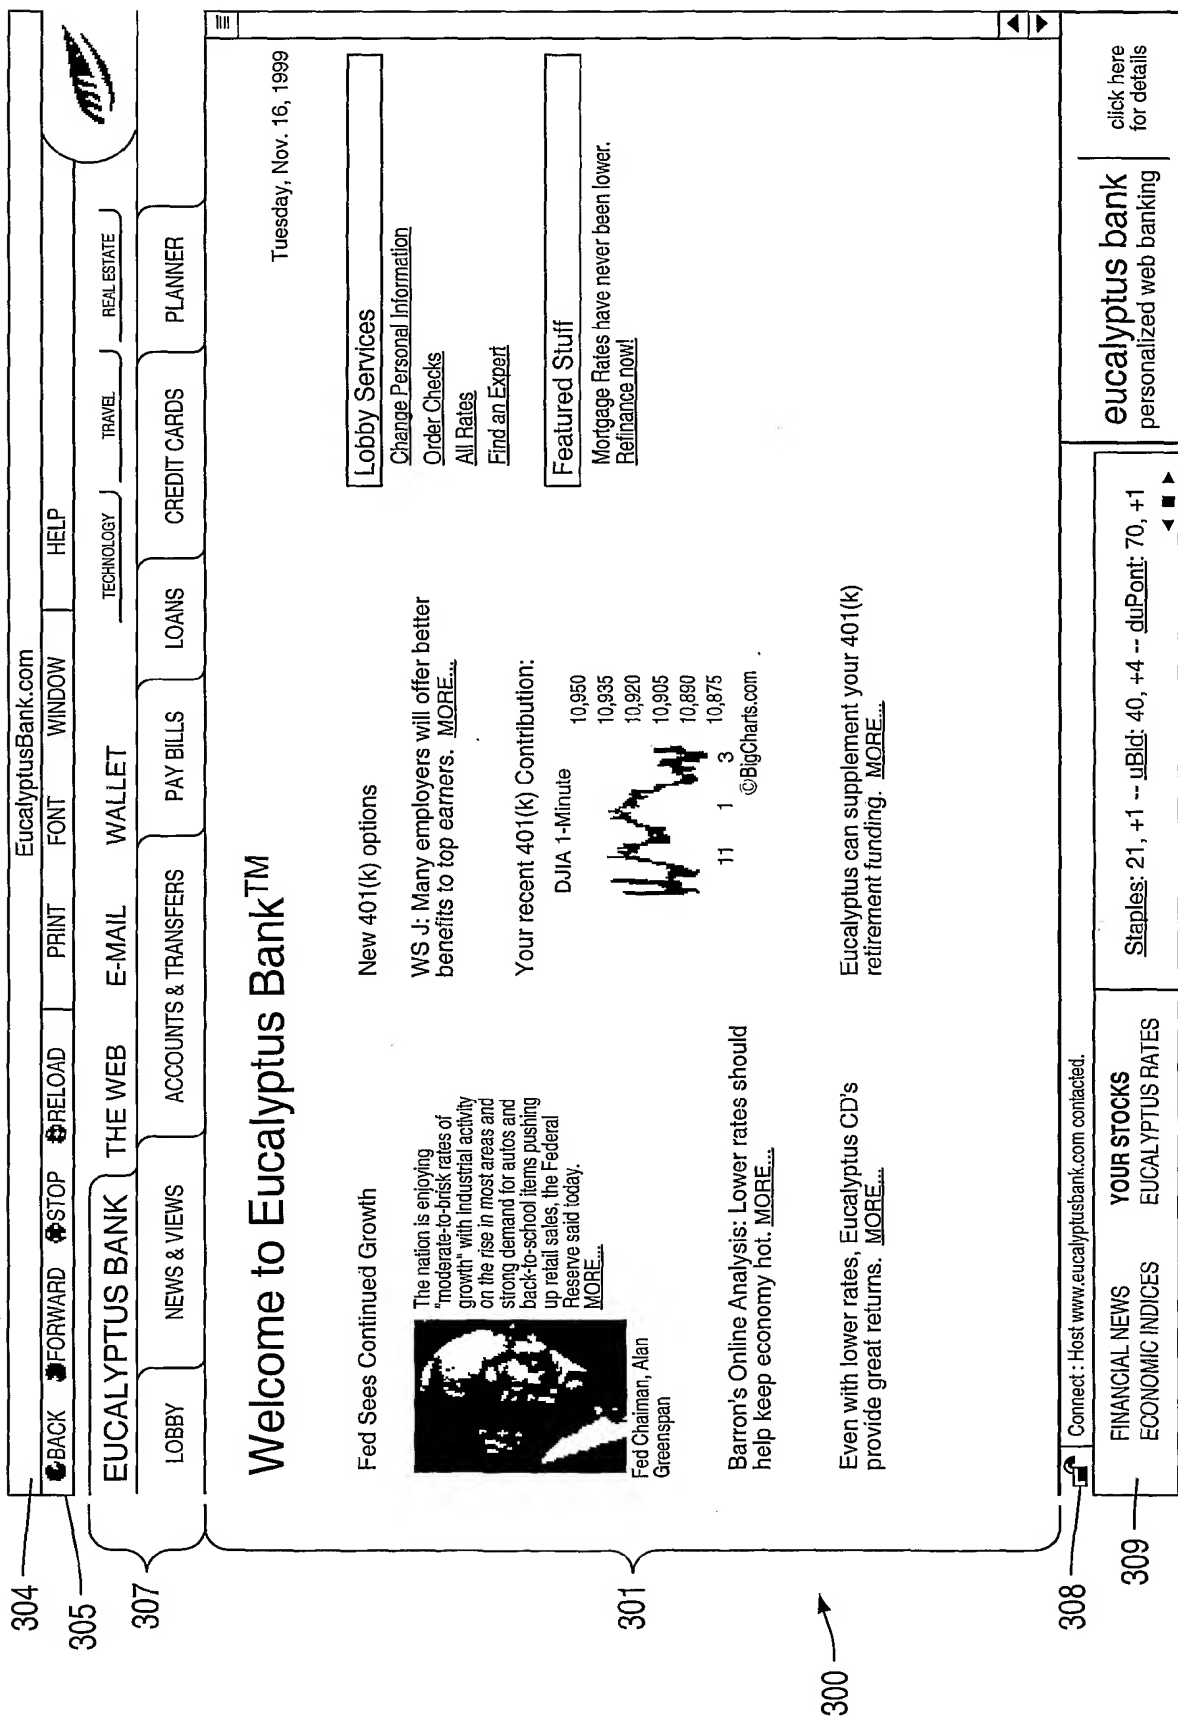 EucalyptusBank.com
304
BACK FORWARD STOP RELOAD PRINT FONT WINDOW HELP
305
EUCALYPTUS BANK THE WEB E-MAIL WALLET TECHNOLOGY TRAVEL REAL ESTATE
307
LOBBY NEWS & VIEWS ACCOUNTS & TRANSFERS PAY BILLS LOANS CREDIT CARDS PLANNER
Welcome to Eucalyptus Bank™
Tuesday, Nov. 16, 1999
Fed Sees Continued Growth
The nation is enjoying
"moderate-to-brisk rates of
growth" with industrial activity
on the rise in most areas and
strong demand for autos and
back-to-school items pushing
up retail sales, the Federal
Reserve said today.
MORE...
Fed Chaiman, Alan
Greenspan
Barron's Online Analysis: Lower rates should
help keep economy hot. MORE...
Even with lower rates, Eucalyptus CD's
provide great returns. MORE...
New 401(k) options
WS J: Many employers will offer better
benefits to top earners. MORE...
Your recent 401(k) Contribution:
DJIA 1-Minute
10,950
10,935
10,920
10,905
10,890
10,875
11 1 3
©BigCharts.com
Eucalyptus can supplement your 401(k)
retirement funding. MORE...
Lobby Services
Change Personal Information
Order Checks
All Rates
Find an Expert
Featured Stuff
Mortgage Rates have never been lower.
Refinance now!
301
300
308
Connect: Host www.eucalyptusbank.com contacted.
309
FINANCIAL NEWS YOUR STOCKS
ECONOMIC INDICES EUCALYPTUS RATES
Staples: 21, +1 -- uBid: 40, +4 -- duPont: 70, +1
eucalyptus bank
personalized web banking
click here
for details